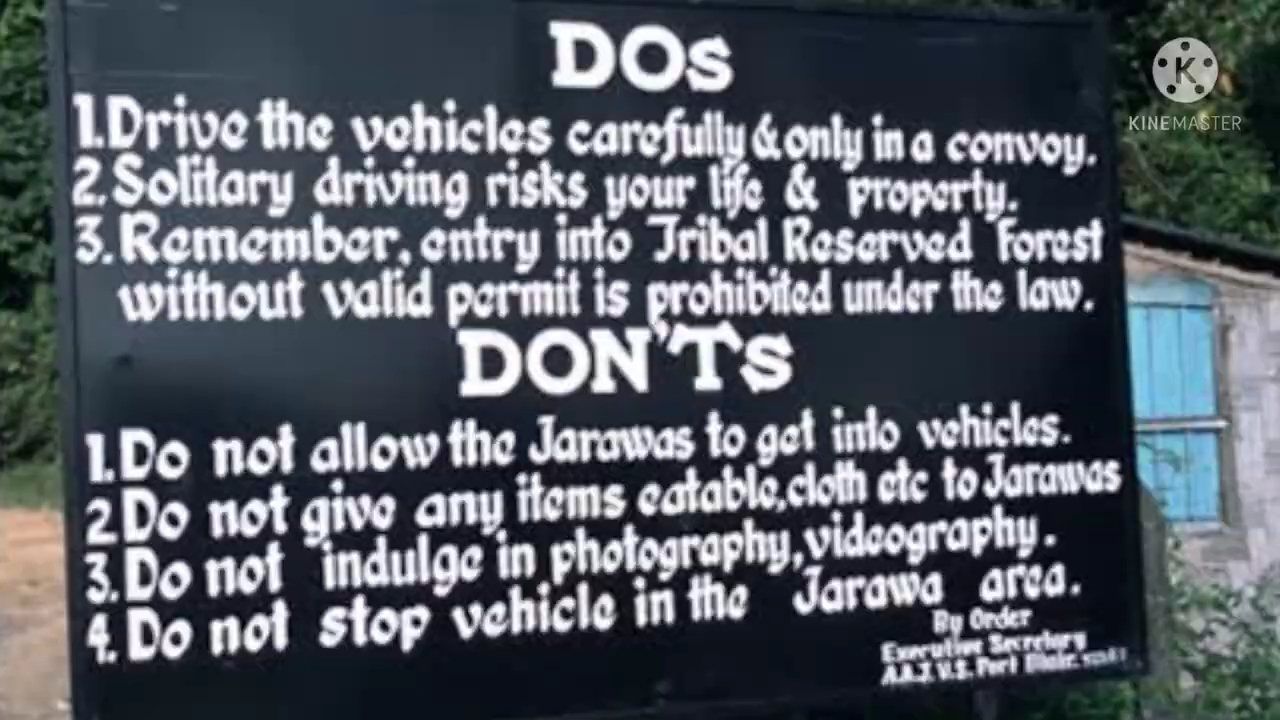 DOs
1.Drive the vehicles carefully & only in a convoy.
2.Solitary driving risks your life & property.
3.Remember, entry into Tribal Reserved Forest
without valid permit is prohibited under the law.
DON'Ts
1.Do not allow the Jarawas to get into vehicles.
2.Do not give any items eatable,cloth etc to Jarawas
3.Do not indulge in photography,videography.
4.Do not stop vehicle in the Jarawa area.
By Order
Executive Secretary
A.A.J.V.S. Port Blair.
K
KINEMASTER